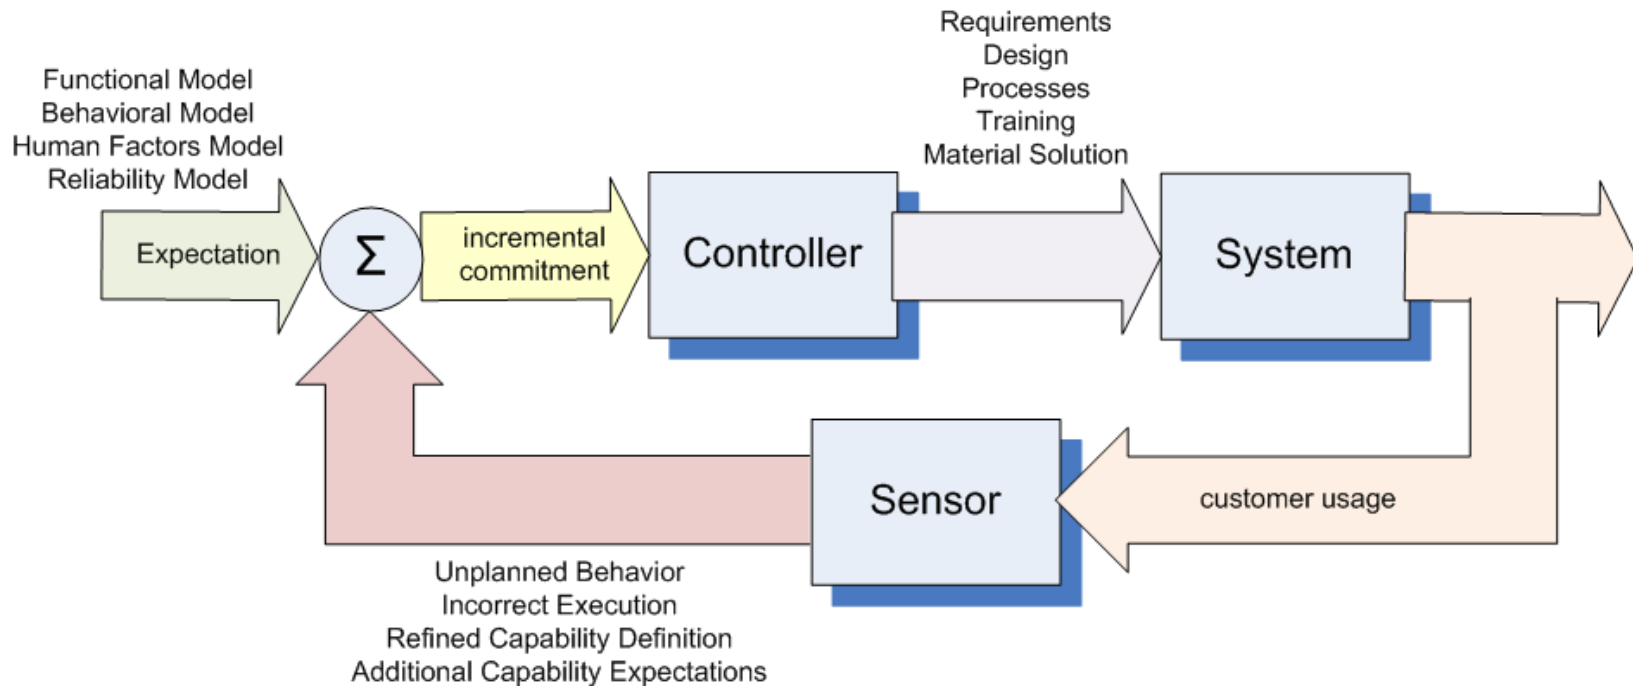 Functional Model
Behavioral Model
Human Factors Model
Reliability Model
Expectation
Σ
incremental
commitment
Controller
Requirements
Design
Processes
Training
Material Solution
System
customer usage
Sensor
Unplanned Behavior
Incorrect Execution
Refined Capability Definition
Additional Capability Expectations